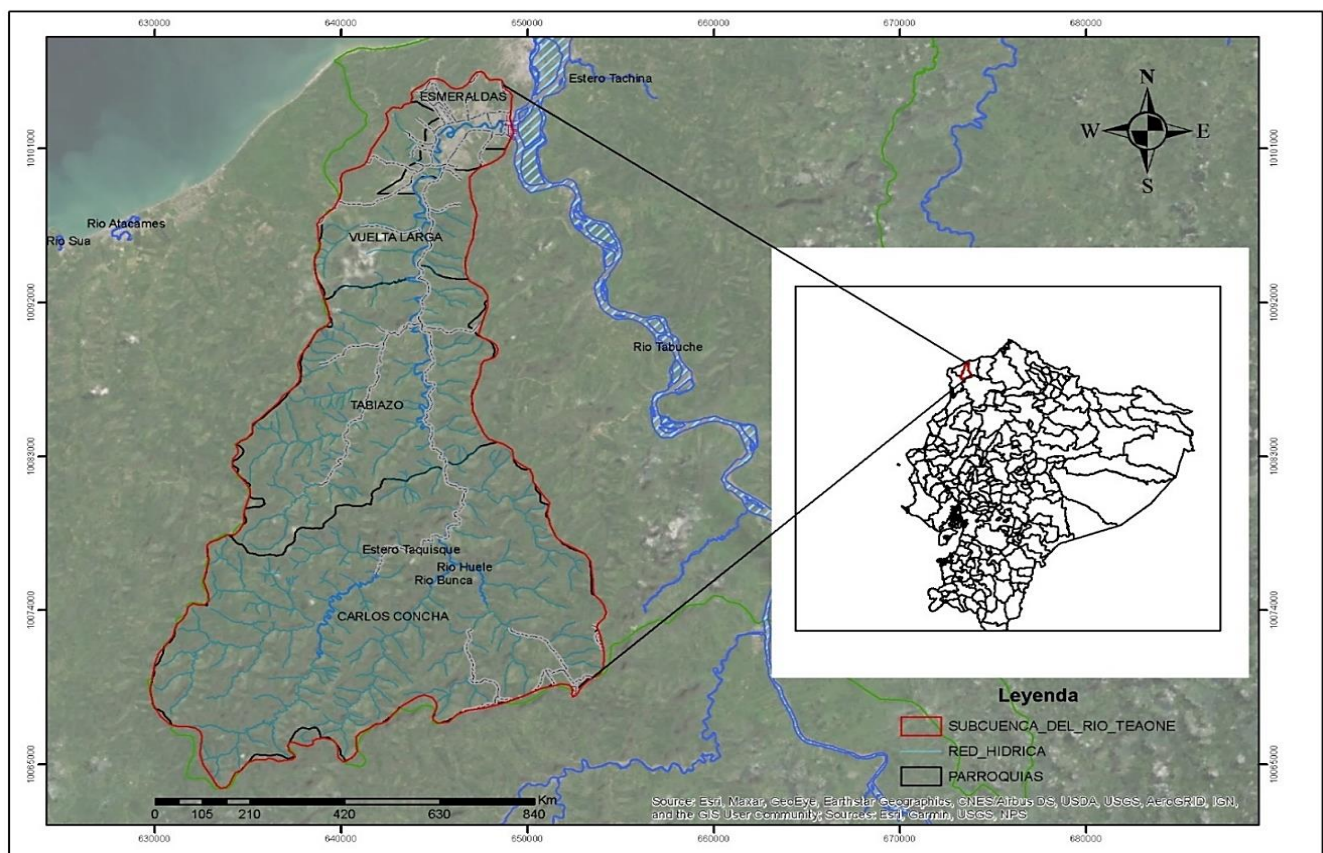 630000 640000 650000 660000 670000 680000
Estero Tachina
ESMERALDAS
N
W E
S
10101000 10101000
Rio Atacames
Rio Sua
VUELTA LARGA
10092000 10092000
Rio Tabuche
TABIAZO
10083000 10083000
Estero Taquisque
Rio Huele
Rio Bunca
CARLOS CONCHA
10074000 10074000
Leyenda
SUBCUENCA_DEL_RIO_TEAONE
RED_HIDRICA
PARROQUIAS
10065000 10065000
Km
0 105 210 420 630 840
Source: Esri, Maxar, GeoEye, Earthstar Geographics, CNES/Airbus DS, USDA, USGS, AeroGRID, IGN,
and the GIS User Community; Sources: Esri, Garmin, USGS, NPS
630000 640000 650000 660000 670000 680000